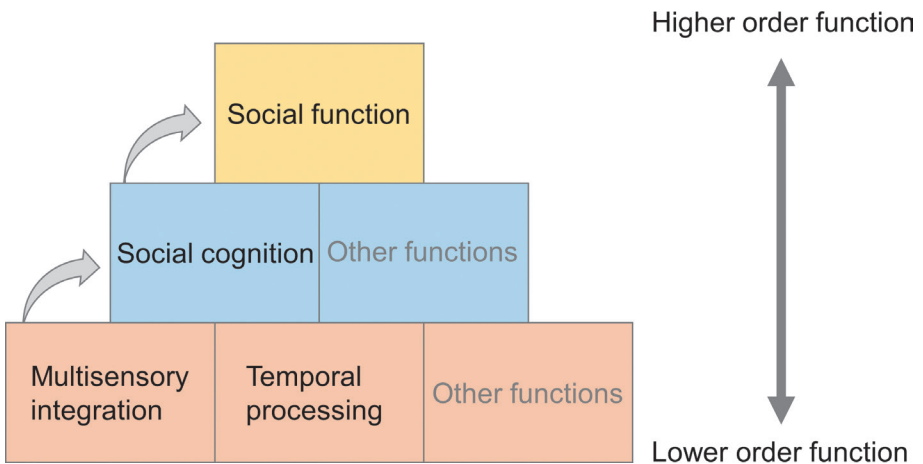 Higher order function
Social function
Social cognition
Other functions
Multisensory
integration
Temporal
processing
Other functions
Lower order function